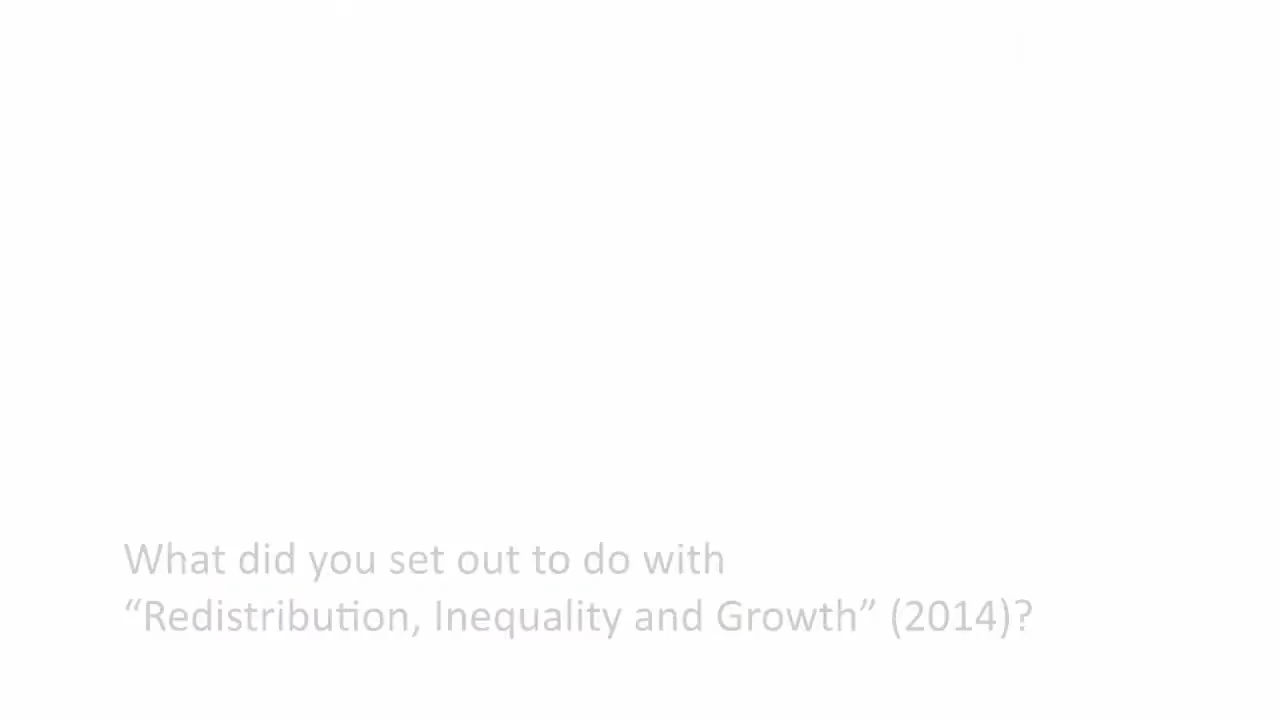 What did you set out to do with
“Redistribution, Inequality and Growth” (2014)?